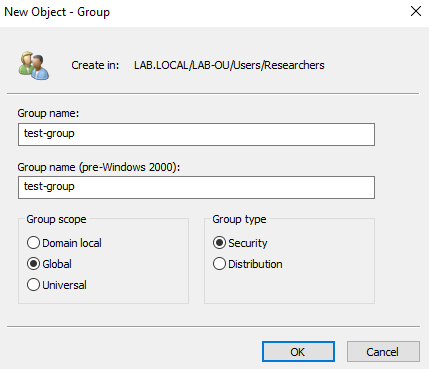 New Object - Group
Create in: LAB.LOCAL/LAB-OU/Users/Researchers
Group name:
test-group
Group name (pre-Windows 2000):
test-group
Group scope
Domain local
Global
Universal
Group type
Security
Distribution
OK Cancel